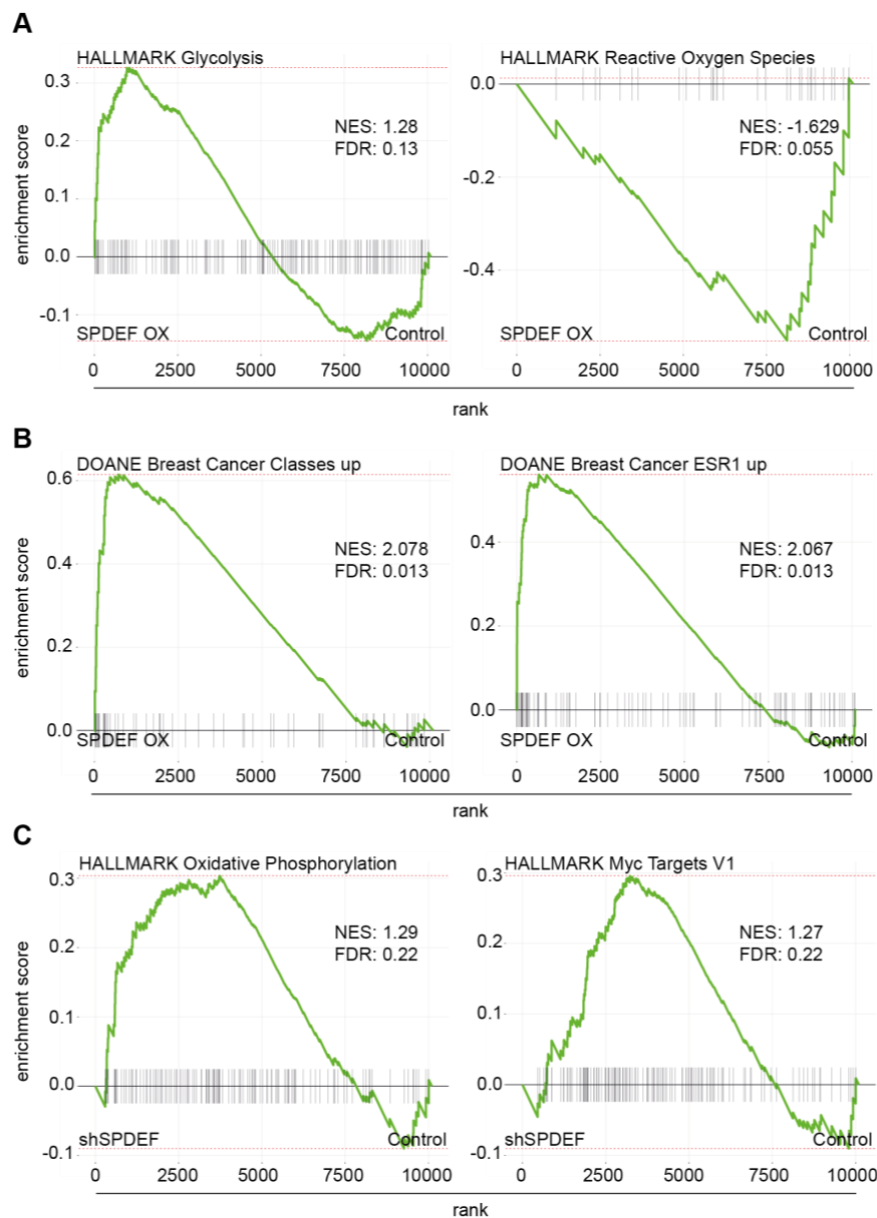 A
HALLMARK Glycolysis
HALLMARK Reactive Oxygen Species
enrichment score
0.3
0.2
0.1
0.0
-0.1
NES: 1.28
FDR: 0.13
SPDEF OX
Control
0 2500 5000 7500 10000
0.0
-0.2
-0.4
NES: -1.629
FDR: 0.055
SPDEF OX
Control
0 2500 5000 7500 10000
rank
B
DOANE Breast Cancer Classes up
DOANE Breast Cancer ESR1 up
enrichment score
0.6
0.4
0.2
0.0
NES: 2.078
FDR: 0.013
SPDEF OX
Control
0 2500 5000 7500 10000
0.4
0.2
0.0
NES: 2.067
FDR: 0.013
SPDEF OX
Control
0 2500 5000 7500 10000
rank
C
HALLMARK Oxidative Phosphorylation
HALLMARK Myc Targets V1
enrichment score
0.3
0.2
0.1
0.0
-0.1
NES: 1.29
FDR: 0.22
shSPDEF
Control
0 2500 5000 7500 10000
0.3
0.2
0.1
0.0
-0.1
NES: 1.27
FDR: 0.22
shSPDEF
Control
0 2500 5000 7500 10000
rank